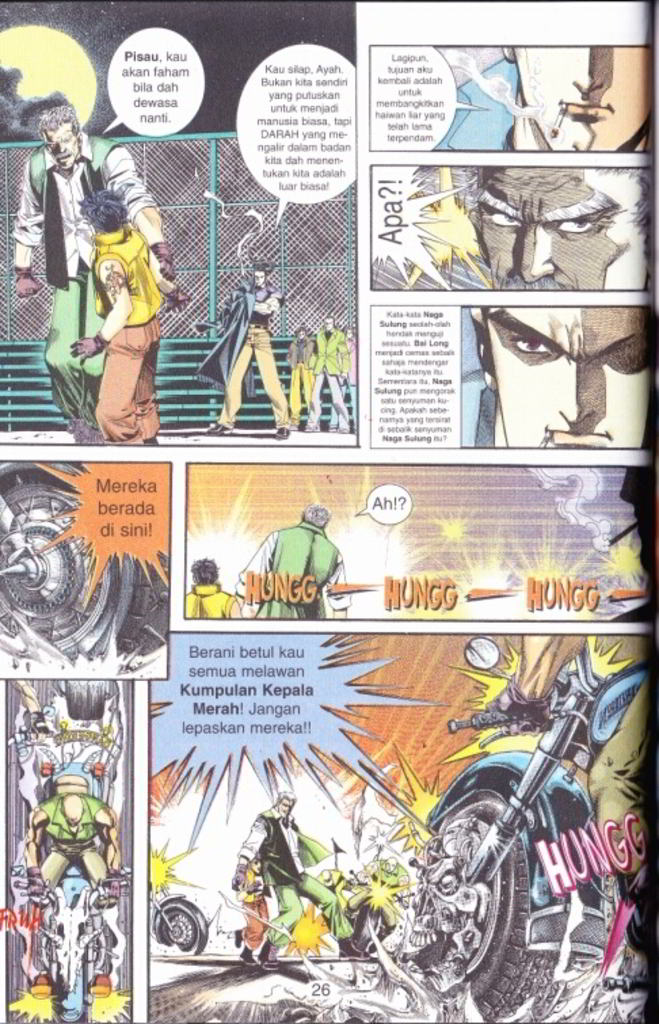 Pisau, kau
akan faham
bila dah
dewasa
nanti.
Kau silap, Ayah.
Bukan kita sendiri
yang putuskan
untuk menjadi
manusia biasa, tapi
DARAH yang me-
ngalir dalam badan
kita dah menen-
tukan kita adalah
luar biasa!
Lagipun,
tujuan aku
kembali adalah
untuk
membangkitkan
haiwan liar yang
telah lama
terpendam.
Apa?!
Kata-kata Naga
Sulung seolah-olah
hendak menguji
sesuatu. Bai Long
menjadi cemas sebaik
sahaja mendengar
kata-katanya itu.
Sementara itu, Naga
Sulung pun mengorak
satu senyuman ku-
cing. Apakah sebe-
narnya yang tersirat
di sebalik senyuman
Naga Sulung itu?
Mereka
berada
di sini!
Ah!?
HUNGG HUNGG HUNGG
Berani betul kau
semua melawan
Kumpulan Kepala
Merah! Jangan
lepaskan mereka!!
HUNGG
26